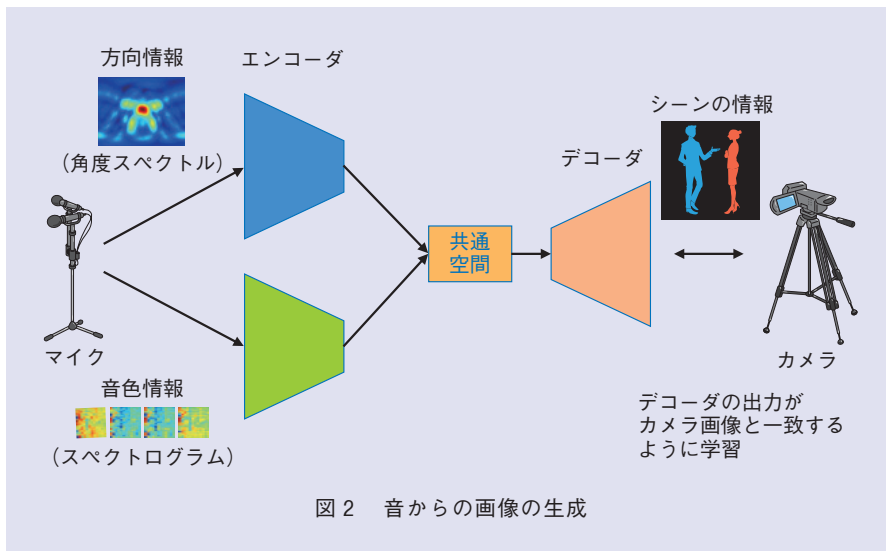 方向情報
(角度スペクトル)
エンコーダ
マイク
音色情報
(スペクトログラム)
共通
空間
デコーダ
シーンの情報
カメラ
デコーダの出力が
カメラ画像と一致する
ように学習
図2 音からの画像の生成